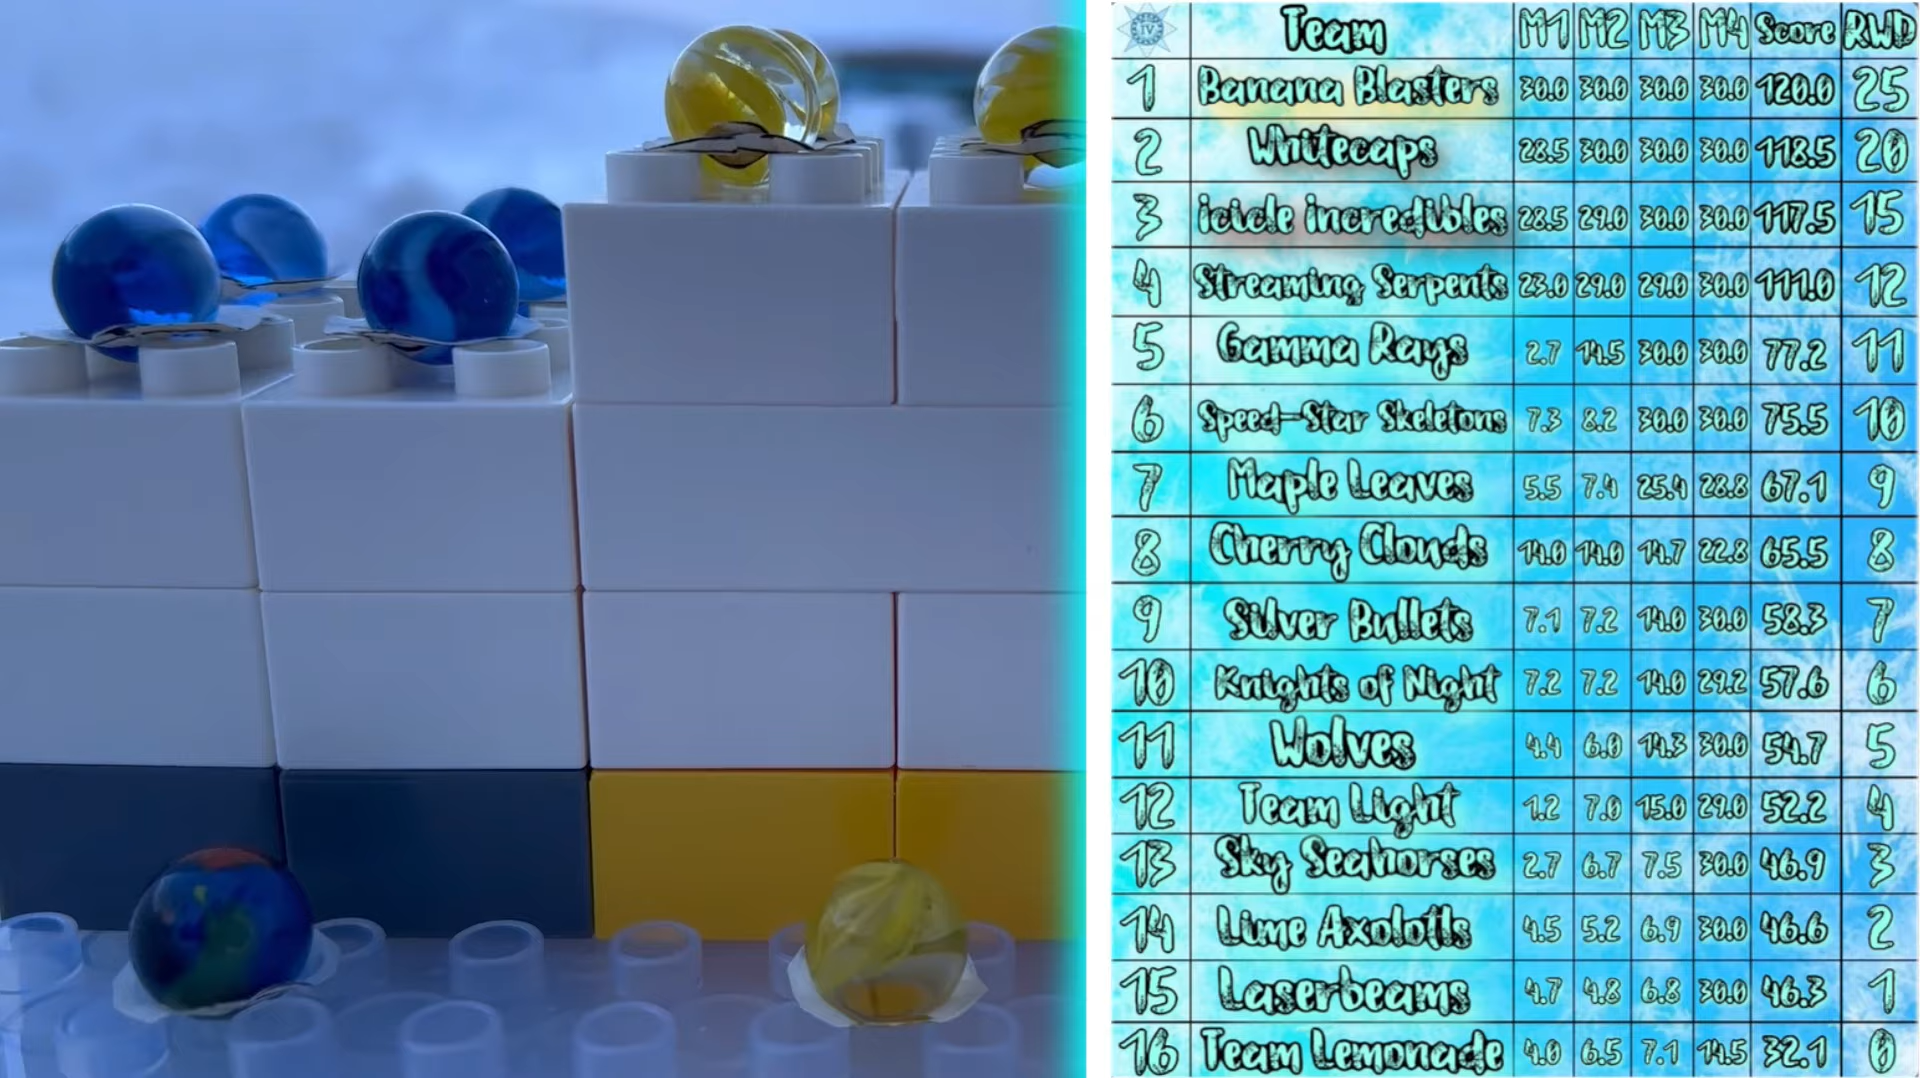 IV Team M1 M2 M3 M4 Score RWD
1 Banana Blasters 30.0 30.0 30.0 30.0 120.0 25
2 Whitecaps 28.5 30.0 30.0 30.0 118.5 20
3 icicle incredibles 28.5 29.0 30.0 30.0 117.5 15
4 Streaming Serpents 23.0 29.0 29.0 30.0 111.0 12
5 Gamma Rays 2.7 14.5 30.0 30.0 77.2 11
6 Speed-Star Skeletons 7.3 8.2 30.0 30.0 75.5 10
7 Maple Leaves 5.5 7.4 25.4 28.8 67.1 9
8 Cherry Clouds 14.0 14.0 14.7 22.8 65.5 8
9 Silver Bullets 7.1 7.2 14.0 30.0 58.3 7
10 Knights of Night 7.2 7.2 14.0 29.2 57.6 6
11 Wolves 4.4 6.0 14.3 30.0 54.7 5
12 Team Light 1.2 7.0 15.0 29.0 52.2 4
13 Sky Seahorses 2.7 6.7 7.5 30.0 46.9 3
14 Lime Axolotls 4.5 5.2 6.9 30.0 46.6 2
15 Laserbeams 4.7 4.8 6.8 30.0 46.3 1
16 Team Lemonade 4.0 6.5 7.1 14.5 32.1 0